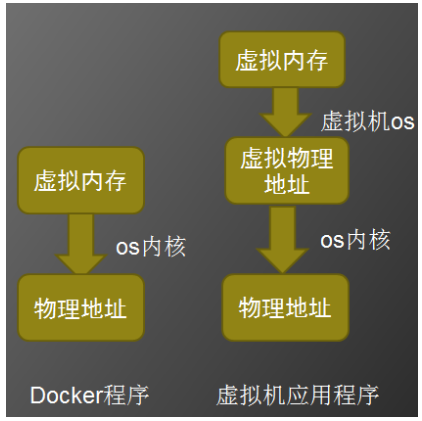 虚拟内存
os内核
物理地址
Docker程序
虚拟内存
虚拟机os
虚拟物理
地址
os内核
物理地址
虚拟机应用程序